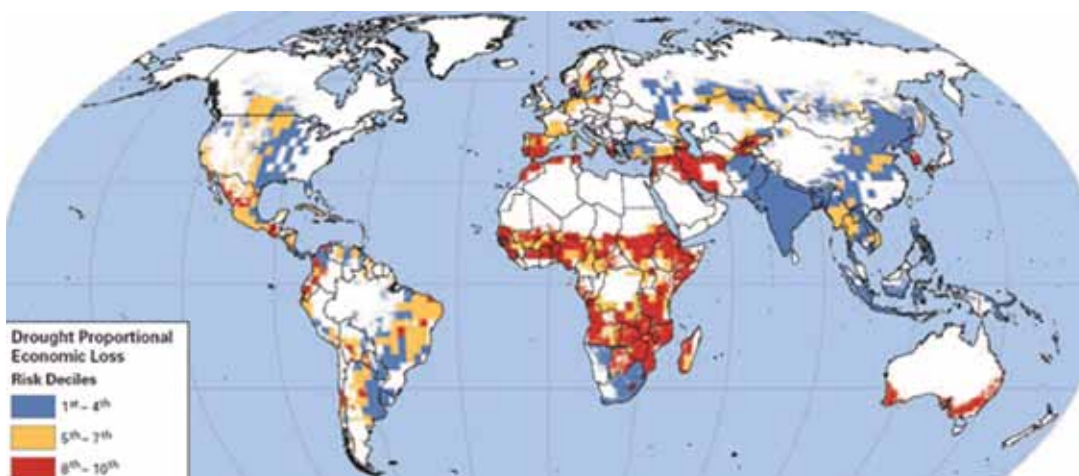 Drought Proportional
Economic Loss
Risk Deciles
1st – 4th
5th – 7th
8th – 10th